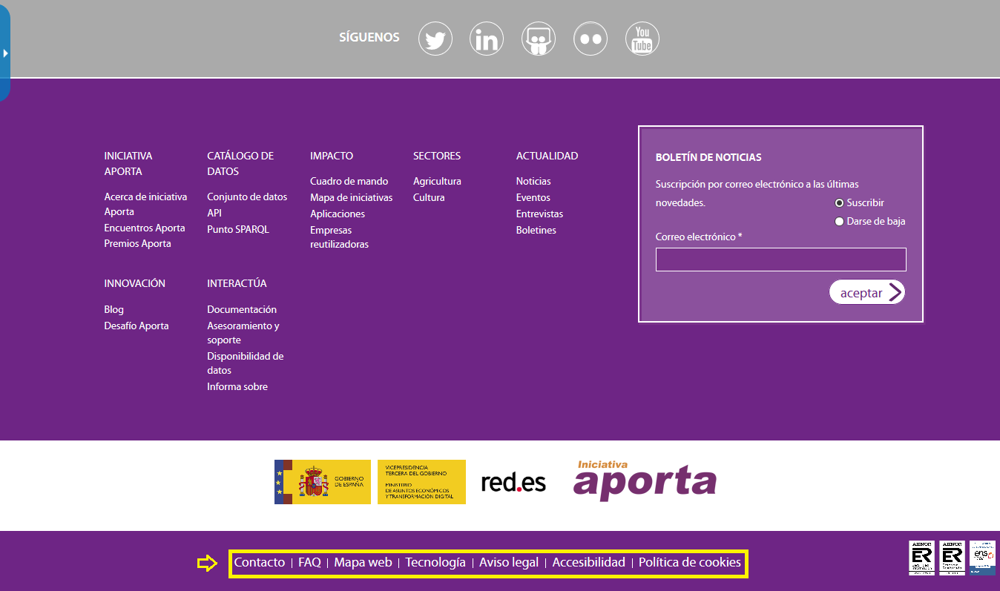 SÍGUENOS
You
Tube
INICIATIVA
APORTA
Acerca de iniciativa
Aporta
Encuentros Aporta
Premios Aporta
CATÁLOGO DE
DATOS
Conjunto de datos
API
Punto SPARQL
IMPACTO
Cuadro de mando
Mapa de iniciativas
Aplicaciones
Empresas
reutilizadoras
SECTORES
Agricultura
Cultura
ACTUALIDAD
Noticias
Eventos
Entrevistas
Boletines
INNOVACIÓN
Blog
Desafío Aporta
INTERACTÚA
Documentación
Asesoramiento y
soporte
Disponibilidad de
datos
Informa sobre
BOLETÍN DE NOTICIAS
Suscripción por correo electrónico a las últimas
novedades.
Suscribir
Darse de baja
Correo electrónico *
aceptar
GOBIERNO
DE ESPAÑA
VICEPRESIDENCIA
TERCERA DEL GOBIERNO
MINISTERIO
DE ASUNTOS ECONÓMICOS
Y TRANSFORMACIÓN DIGITAL
red.es
Iniciativa
aporta
Contacto | FAQ | Mapa web | Tecnología | Aviso legal | Accesibilidad | Política de cookies
AENOR
ER
AENOR
ER
ens